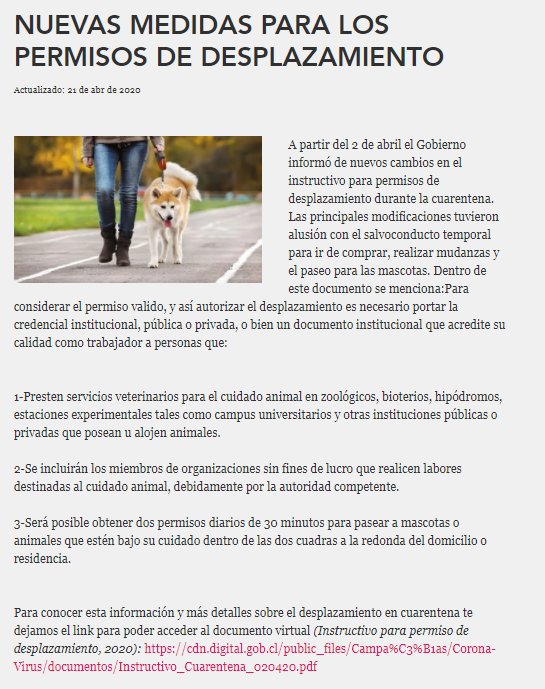 NUEVAS MEDIDAS PARA LOS
PERMISOS DE DESPLAZAMIENTO
Actualizado: 21 de abr de 2020
A partir del 2 de abril el Gobierno
informó de nuevos cambios en el
instructivo para permisos de
desplazamiento durante la cuarentena.
Las principales modificaciones tuvieron
alusión con el salvoconducto temporal
para ir de comprar, realizar mudanzas y
el paseo para las mascotas. Dentro de
este documento se menciona:Para
considerar el permiso valido, y así autorizar el desplazamiento es necesario portar la
credencial institucional, pública o privada, o bien un documento institucional que acredite su
calidad como trabajador a personas que:
1-Presten servicios veterinarios para el cuidado animal en zoológicos, bioterios, hipódromos,
estaciones experimentales tales como campus universitarios y otras instituciones públicas o
privadas que posean u alojen animales.
2-Se incluirán los miembros de organizaciones sin fines de lucro que realicen labores
destinadas al cuidado animal, debidamente por la autoridad competente.
3-Será posible obtener dos permisos diarios de 30 minutos para pasear a mascotas o
animales que estén bajo su cuidado dentro de las dos cuadras a la redonda del domicilio o
residencia.
Para conocer esta información y más detalles sobre el desplazamiento en cuarentena te
dejamos el link para poder acceder al documento virtual (Instructivo para permiso de
desplazamiento, 2020): https://cdn.digital.gob.cl/public_files/Campa%C3%B1as/Corona-
Virus/documentos/Instructivo_Cuarentena_020420.pdf